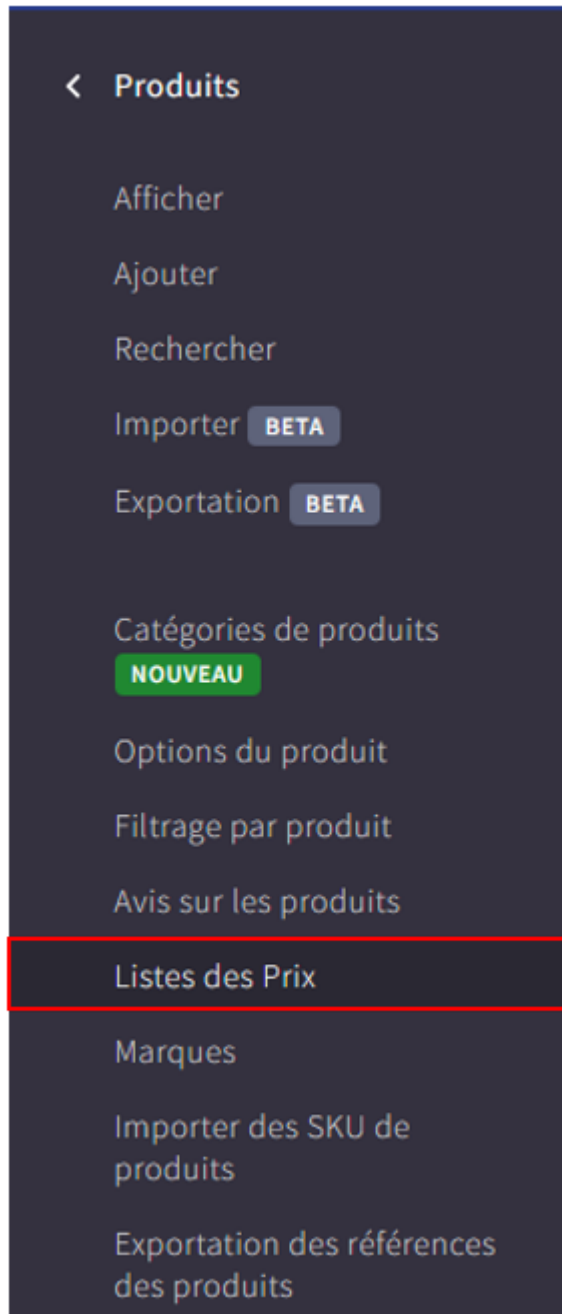 Produits
Afficher
Ajouter
Rechercher
Importer BETA
Exportation BETA
Catégories de produits
NOUVEAU
Options du produit
Filtrage par produit
Avis sur les produits
Listes des Prix
Marques
Importer des SKU de
produits
Exportation des références
des produits